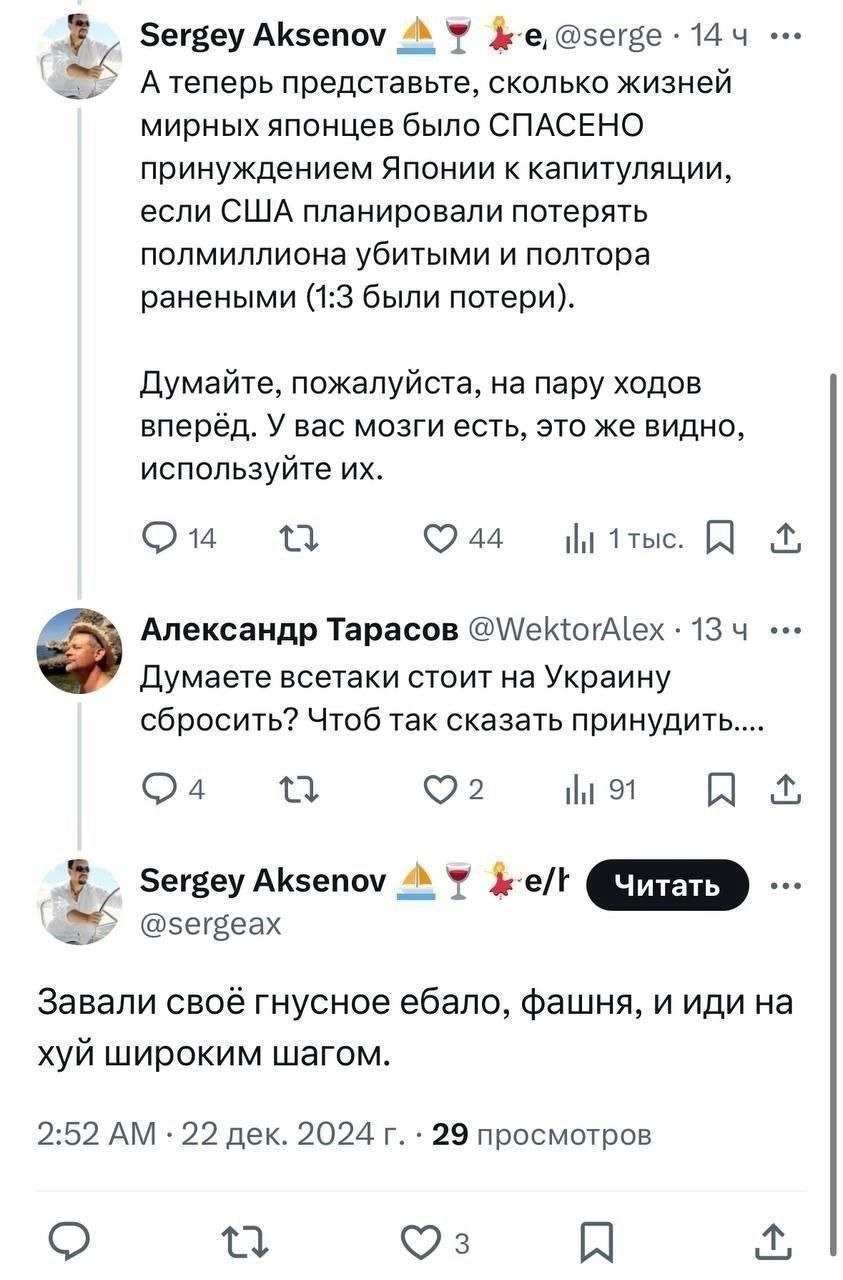 Sergey Aksenov ⛵🍷💃e, @serge · 14 ч
А теперь представьте, сколько жизней
мирных японцев было СПАСЕНО
принуждением Японии к капитуляции,
если США планировали потерять
полмиллиона убитыми и полтора
ранеными (1:3 были потери).
Думайте, пожалуйста, на пару ходов
вперёд. У вас мозги есть, это же видно,
используйте их.
14 44 1 тыс.
Александр Тарасов @WektorAlex · 13 ч
Думаете всетаки стоит на Украину
сбросить? Чтоб так сказать принудить....
4 2 91
Sergey Aksenov ⛵🍷💃e/h Читать
@sergeax
Завали своё гнусное ебало, фашня, и иди на
хуй широким шагом.
2:52 AM · 22 дек. 2024 г. · 29 просмотров
3